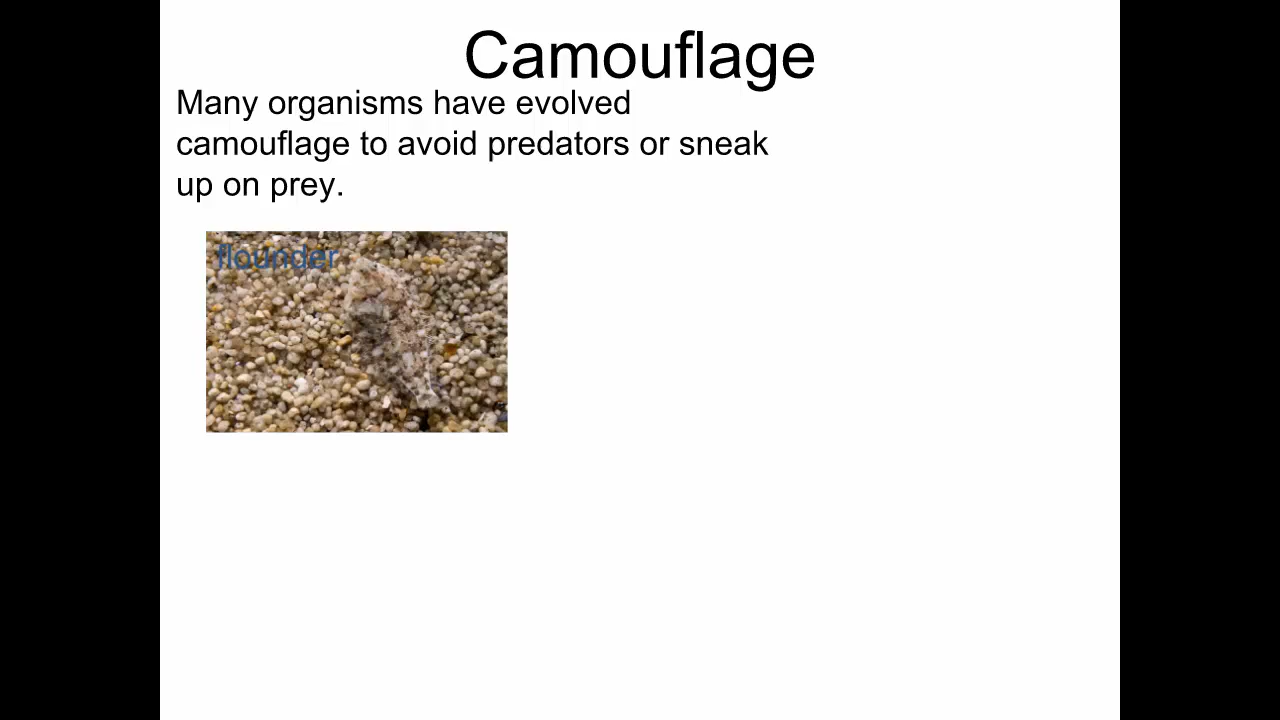 Camouflage
Many organisms have evolved
camouflage to avoid predators or sneak
up on prey.
flounder